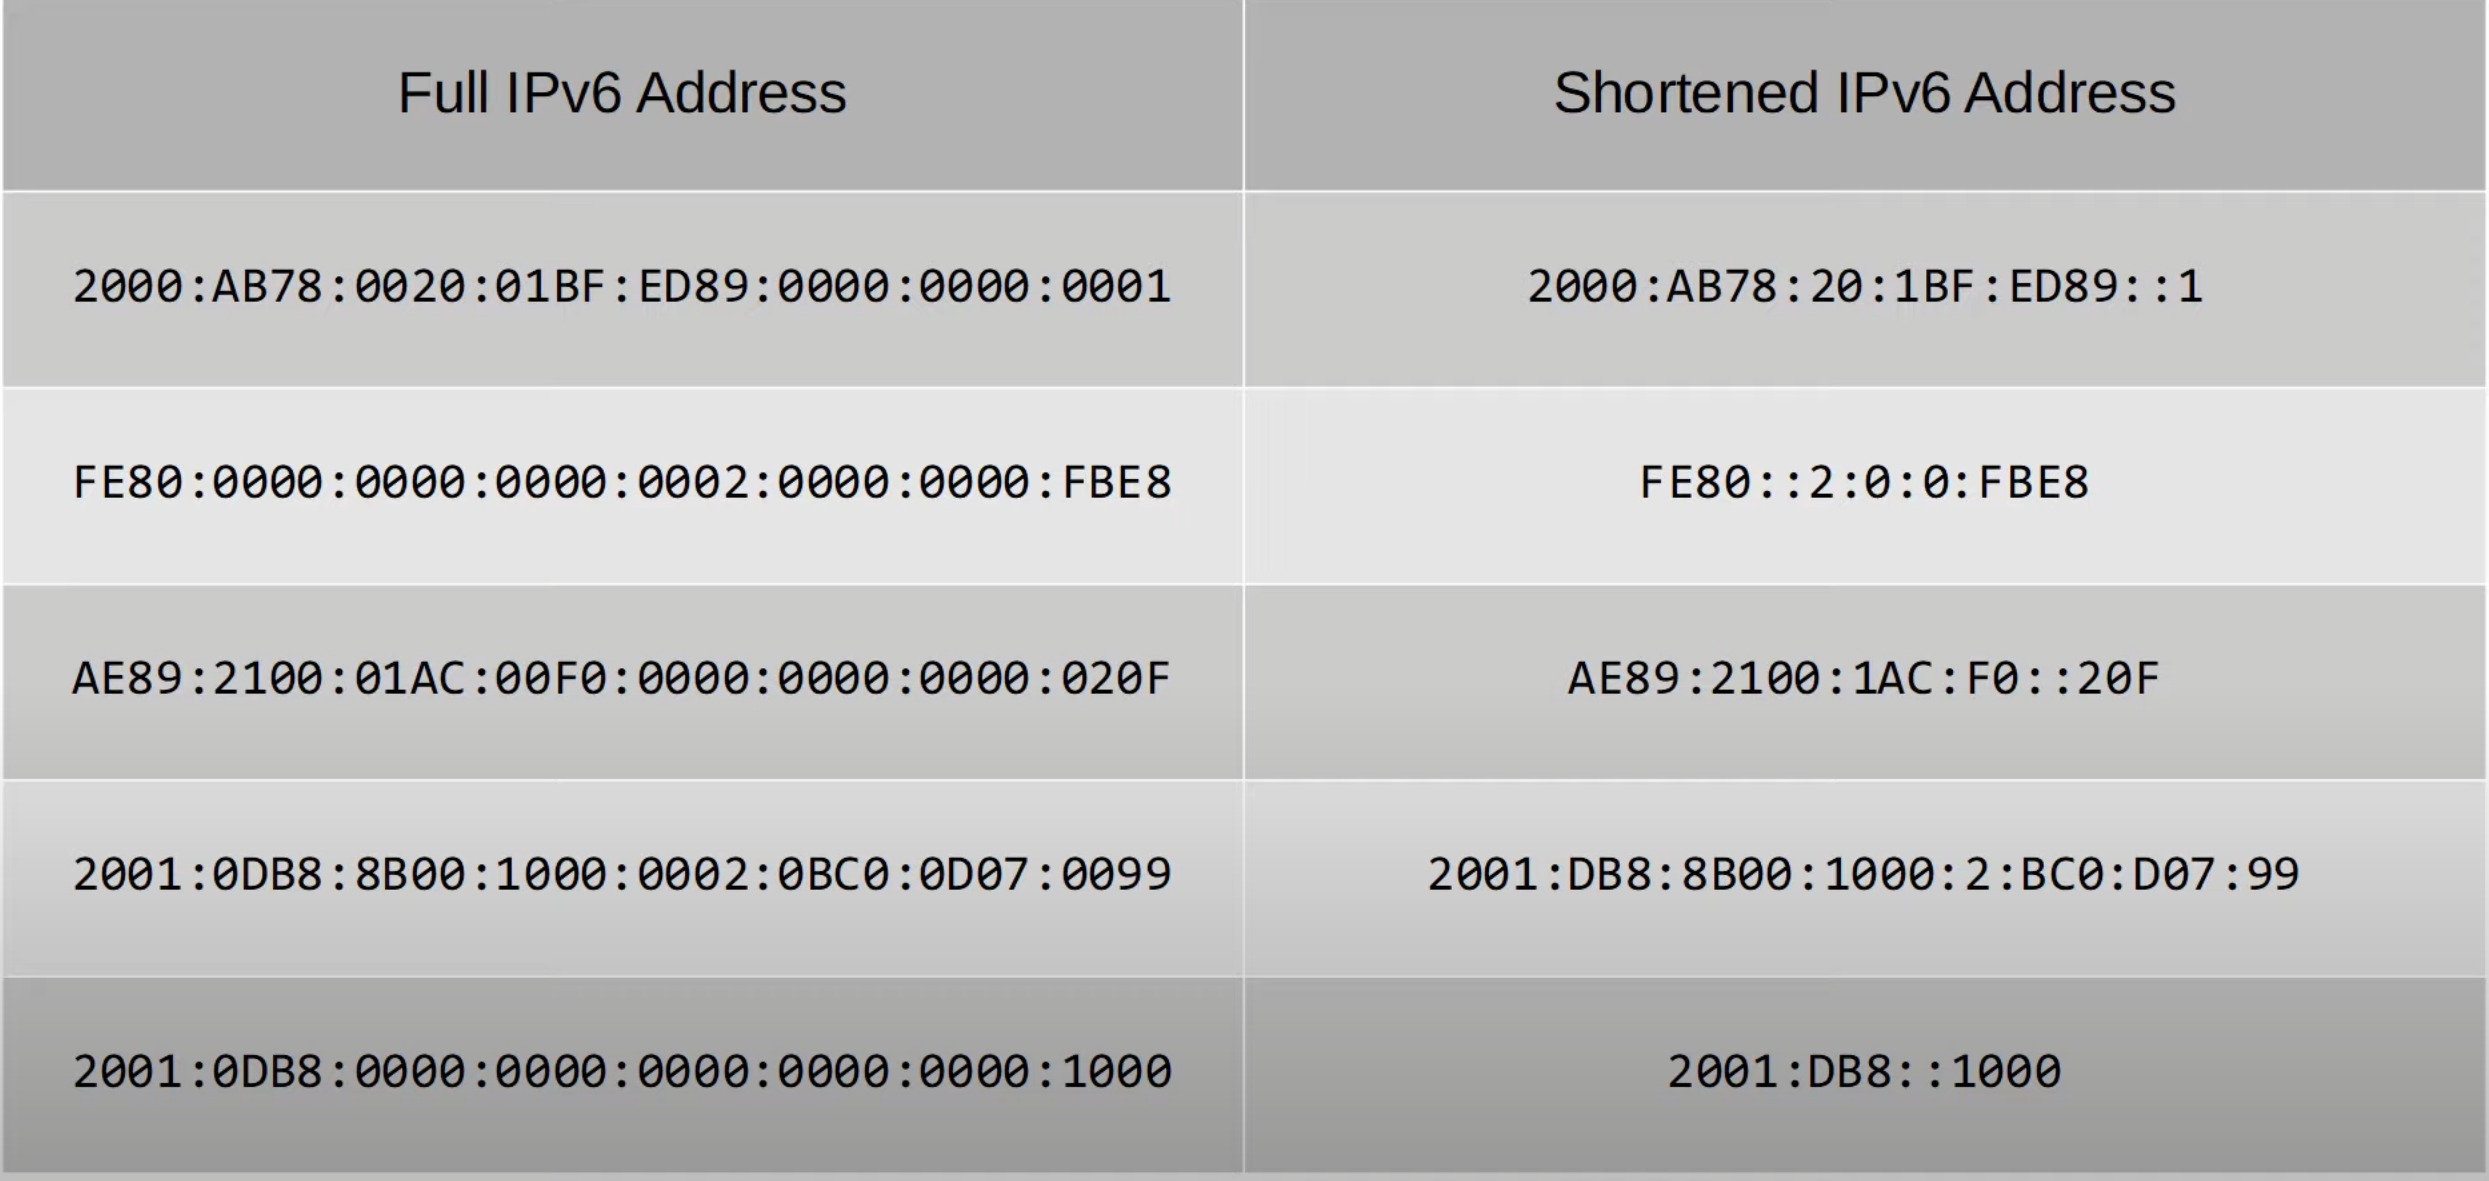 Full IPv6 Address
Shortened IPv6 Address
2000:AB78:0020:01BF:ED89:0000:0000:0001
2000:AB78:20:1BF:ED89::1
FE80:0000:0000:0000:0002:0000:0000:FBE8
FE80::2:0:0:FBE8
AE89:2100:01AC:00F0:0000:0000:0000:020F
AE89:2100:1AC:F0::20F
2001:0DB8:8B00:1000:0002:0BC0:0D07:0099
2001:DB8:8B00:1000:2:BC0:D07:99
2001:0DB8:0000:0000:0000:0000:0000:1000
2001:DB8::1000